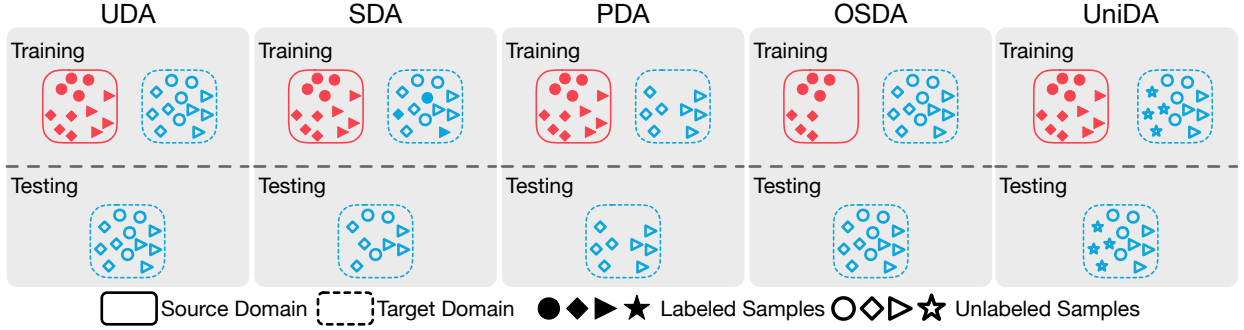 UDA SDA PDA OSDA UniDA
Training Training Training Training Training
Testing Testing Testing Testing Testing
Source Domain Target Domain Labeled Samples Unlabeled Samples